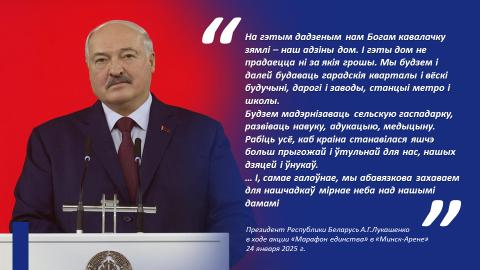 На гэтым дадзеным нам Богам кавалачку
зямлі – наш адзіны дом. І гэты дом не
прадаецца ні за якія грошы. Мы будзем і
далей будаваць гарадскія кварталы і вёскі
будучыні, дарогі і заводы, станцыі метро і
школы.
Будзем мадэрнізаваць сельскую гаспадарку,
развіваць навуку, адукацыю, медыцыну.
Рабіць усё, каб краіна станавілася яшчэ
больш прыгожай і ўтульнай для нас, нашых
дзяцей і ўнукаў.
... І, самае галоўнае, мы абавязкова захаваем
для нашчадкаў мірнае неба над нашымі
дамамі
Президент Республики Беларусь А.Г.Лукашенко
в ходе акции «Марафон единства» в «Минск-Арене»
24 января 2025 г.